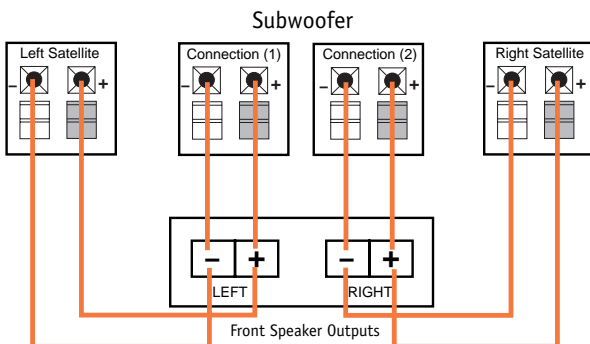 Subwoofer
Left Satellite
Connection (1)
Connection (2)
Right Satellite
– +
– +
– +
– +
– + – +
LEFT RIGHT
Front Speaker Outputs